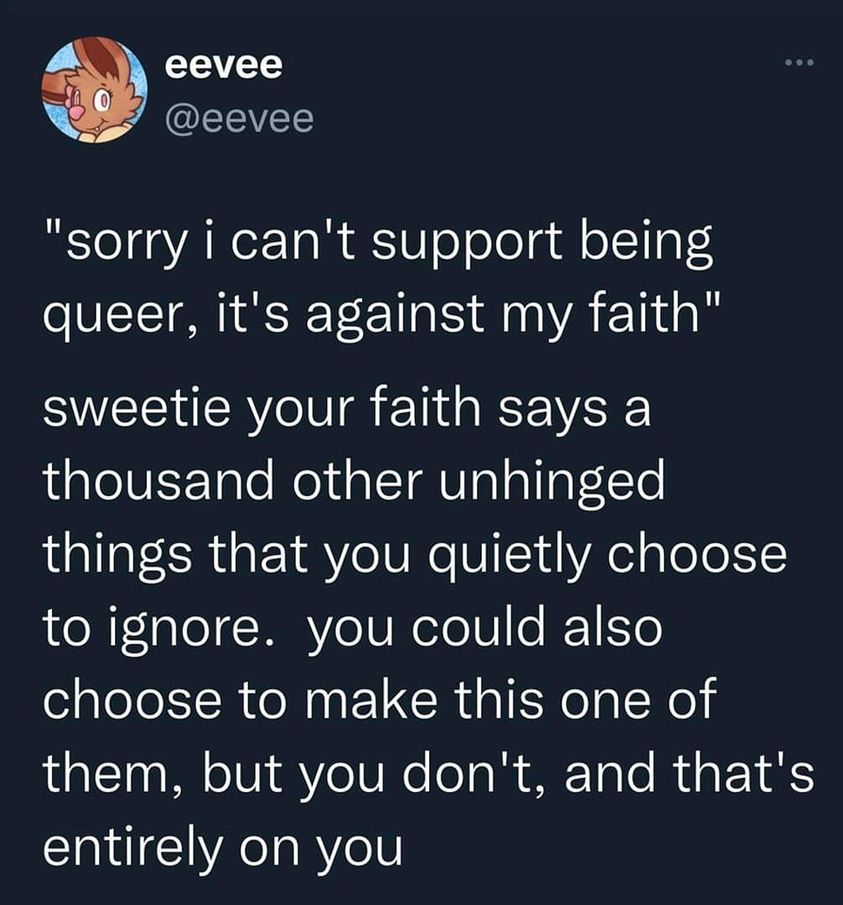 eevee
@eevee
"sorry i can't support being
queer, it's against my faith"
sweetie your faith says a
thousand other unhinged
things that you quietly choose
to ignore.  you could also
choose to make this one of
them, but you don't, and that's
entirely on you